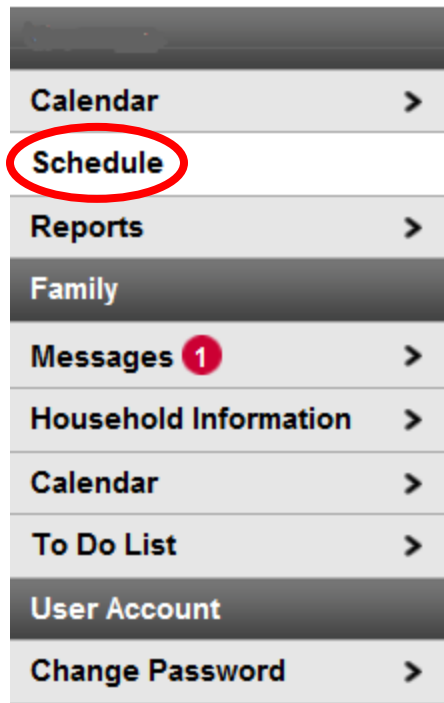 Calendar
Schedule
Reports
Family
Messages 1
Household Information
Calendar
To Do List
User Account
Change Password